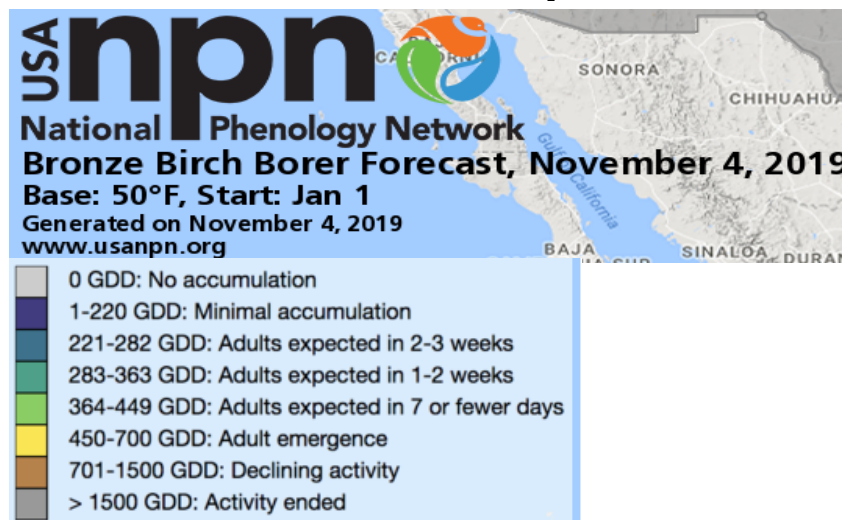 USA npn
National Phenology Network
BAJA CALIFORNIA
SONORA
CHIHUAHUA
Gulf of California
Bronze Birch Borer Forecast, November 4, 2019
Base: 50°F, Start: Jan 1
Generated on November 4, 2019
www.usanpn.org
BAJA
SINALOA
DURAN
0 GDD: No accumulation
1-220 GDD: Minimal accumulation
221-282 GDD: Adults expected in 2-3 weeks
283-363 GDD: Adults expected in 1-2 weeks
364-449 GDD: Adults expected in 7 or fewer days
450-700 GDD: Adult emergence
701-1500 GDD: Declining activity
> 1500 GDD: Activity ended